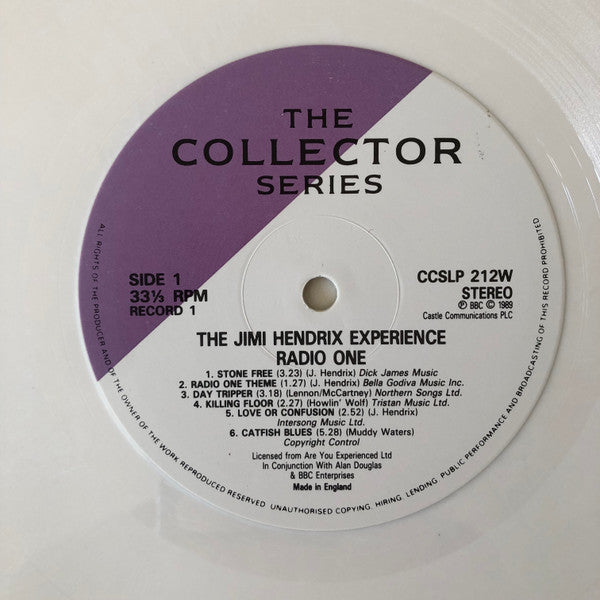 THE
COLLECTOR
SERIES
SIDE 1
33⅓ RPM
RECORD 1
CCSLP 212W
STEREO
Ⓟ BBC © 1989
Castle Communications PLC
THE JIMI HENDRIX EXPERIENCE
RADIO ONE
1. STONE FREE (3.23) (J. Hendrix) Dick James Music
2. RADIO ONE THEME (1.27) (J. Hendrix) Bella Godiva Music Inc.
3. DAY TRIPPER (3.18) (Lennon/McCartney) Northern Songs Ltd.
4. KILLING FLOOR (2.27) (Howlin' Wolf) Tristan Music Ltd.
5. LOVE OR CONFUSION (2.52) (J. Hendrix)
Intersong Music Ltd.
6. CATFISH BLUES (5.28) (Muddy Waters)
Copyright Control
Licensed from Are You Experienced Ltd
In Conjunction With Alan Douglas
& BBC Enterprises
Made in England
ALL RIGHTS OF THE PRODUCER AND OF THE OWNER OF THE WORK REPRODUCED RESERVED. UNAUTHORISED COPYING, HIRING, LENDING, PUBLIC PERFORMANCE AND BROADCASTING OF THIS RECORD PROHIBITED